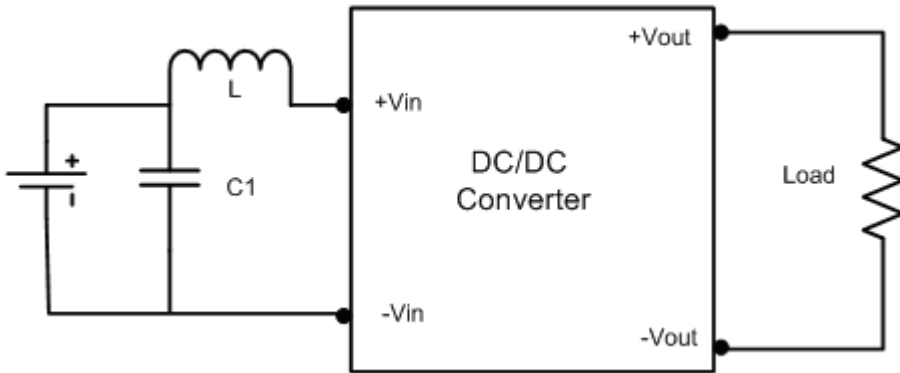 +Vout
L
+Vin
DC/DC
Converter
Load
+
C1
-
-Vin
-Vout